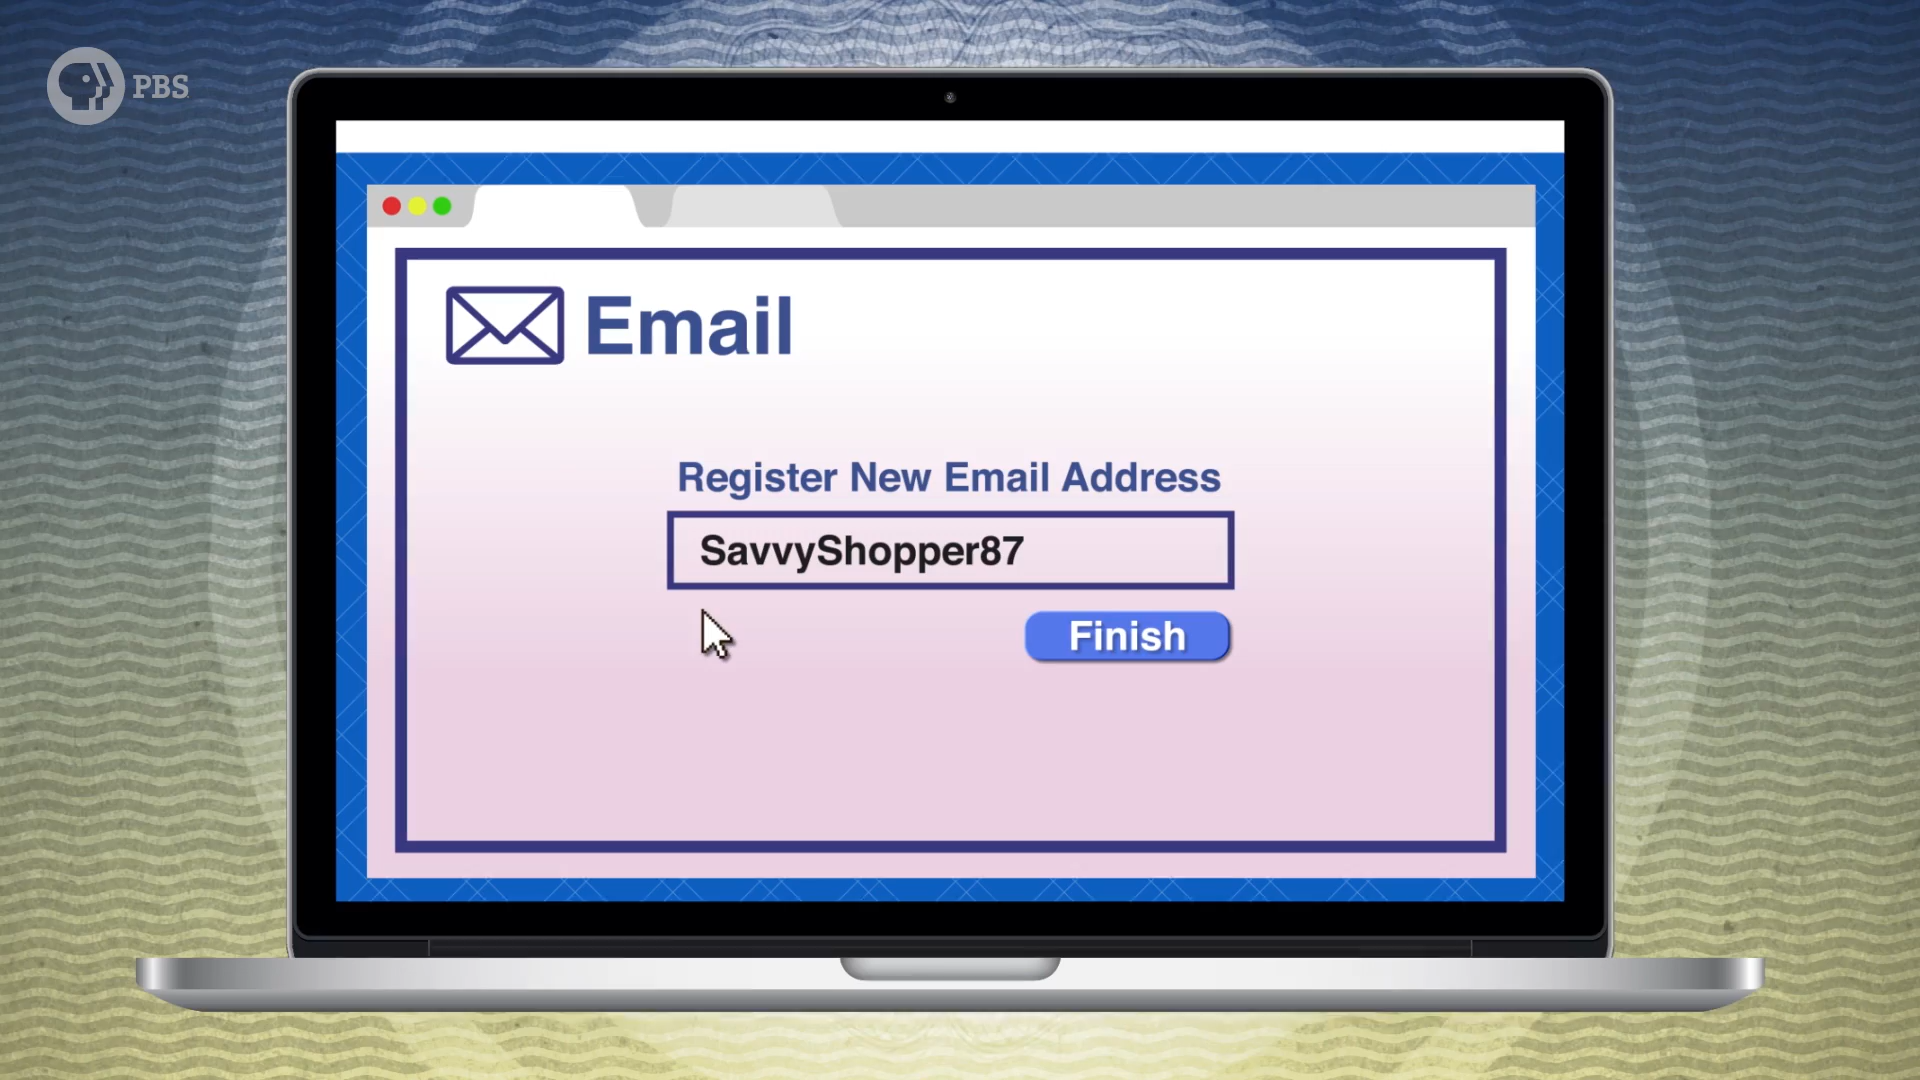 PBS
Email
Register New Email Address
SavvyShopper87
Finish